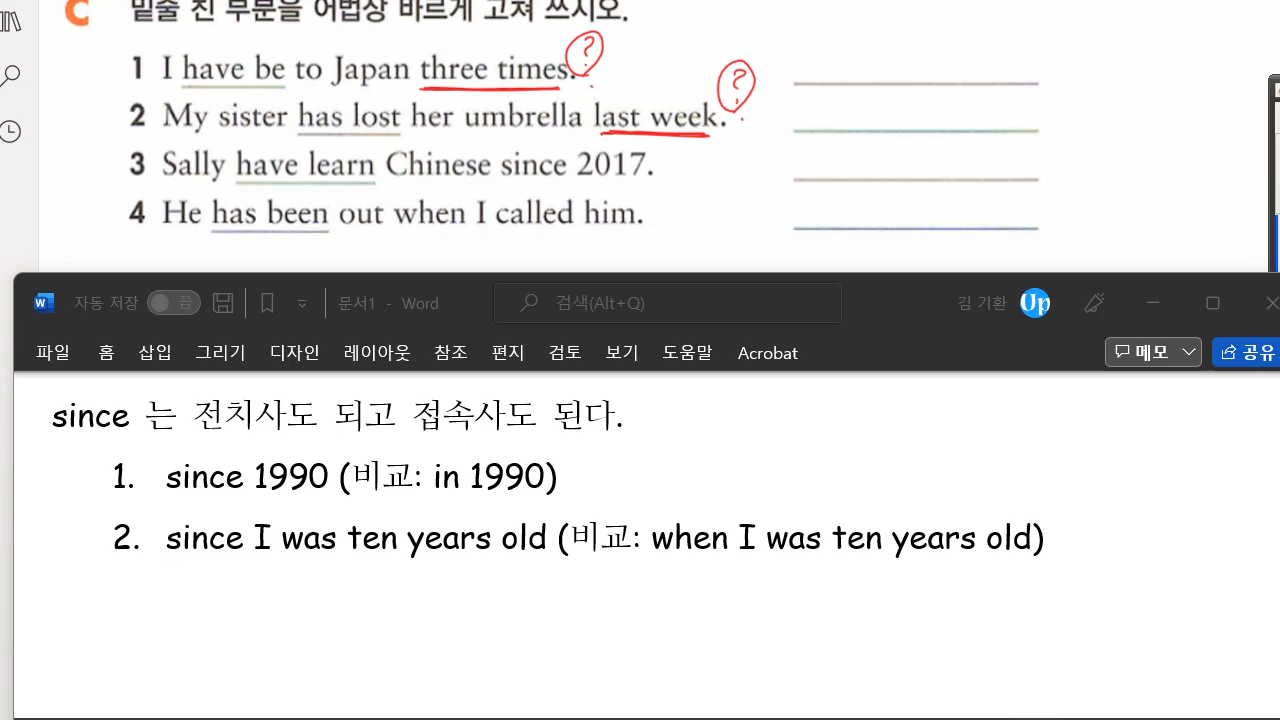 C 밑줄 친 부분을 어법상 바르게 고쳐 쓰시오.
1 I have be to Japan three times. ?
2 My sister has lost her umbrella last week. ?
3 Sally have learn Chinese since 2017.
4 He has been out when I called him.
자동 저장 끔 문서1 - Word 검색(Alt+Q) 김 기환 Up
파일 홈 삽입 그리기 디자인 레이아웃 참조 편지 검토 보기 도움말 Acrobat 메모 공유
since 는 전치사도 되고 접속사도 된다.
1. since 1990 (비교: in 1990)
2. since I was ten years old (비교: when I was ten years old)